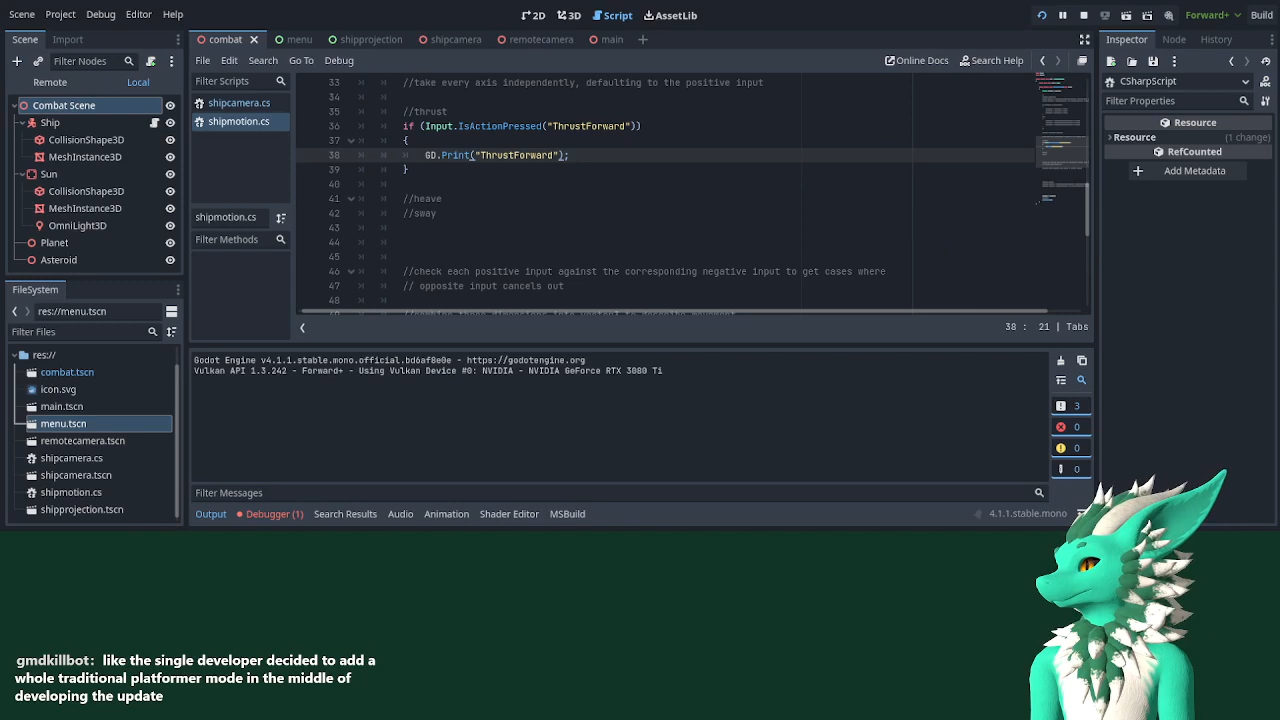 Scene Project Debug Editor Help
2D 3D Script AssetLib
Forward+ Build
Scene Import
combat menu shipprojection shipcamera remotecamera main
Inspector Node History
Filter Nodes
File Edit Search Go To Debug
Online Docs Search Help
Remote Local
Filter Scripts
CSharpScript
Filter Properties
Combat Scene
Ship
CollisionShape3D
MeshInstance3D
Sun
CollisionShape3D
MeshInstance3D
OmniLight3D
Planet
Asteroid
shipcamera.cs
shipmotion.cs
shipmotion.cs
Filter Methods
33 //take every axis independently, defaulting to the positive input
34
35 //thrust
36 if (Input.IsActionPressed("ThrustForward"))
37 {
38 GD.Print("ThrustForward");
39 }
40
41 //heave
42 //sway
43
44
45
46 //check each positive input against the corresponding negative input to get cases where
47 // opposite input cancels out
48
38 : 21 | Tabs
Resource
Resource (1 change)
RefCounted
Add Metadata
FileSystem
res://menu.tscn
Filter Files
res://
combat.tscn
icon.svg
main.tscn
menu.tscn
remotecamera.tscn
shipcamera.cs
shipcamera.tscn
shipmotion.cs
shipprojection.tscn
Godot Engine v4.1.1.stable.mono.official.bd6af8e0e - https://godotengine.org
Vulkan API 1.3.242 - Forward+ - Using Vulkan Device #0: NVIDIA - NVIDIA GeForce RTX 3080 Ti
3
0
0
0
Filter Messages
Output Debugger (1) Search Results Audio Animation Shader Editor MSBuild
4.1.1.stable.mono
gmdkillbot: like the single developer decided to add a
whole traditional platformer mode in the middle of
developing the update